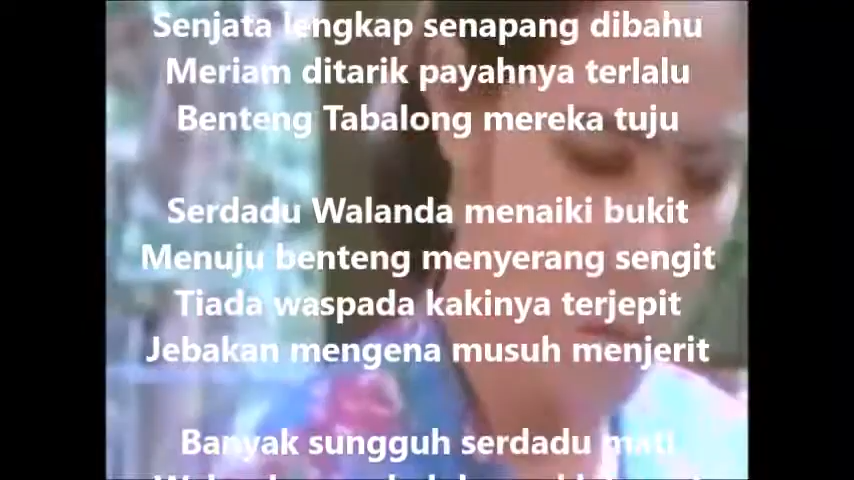 Senjata lengkap senapang dibahu
Meriam ditarik payahnya terlalu
Benteng Tabalong mereka tuju
Serdadu Walanda menaiki bukit
Menuju benteng menyerang sengit
Tiada waspada kakinya terjepit
Jebakan mengena musuh menjerit
Banyak sungguh serdadu mati